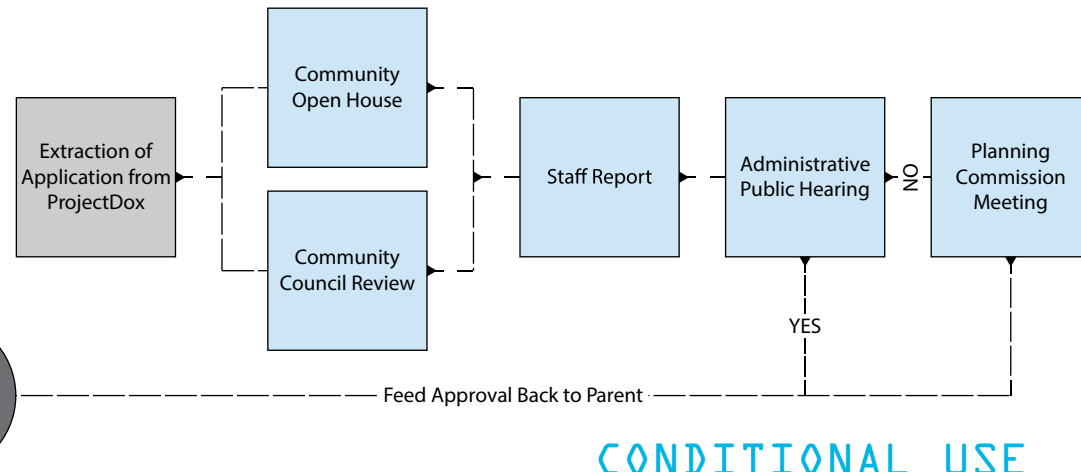 Extraction of
Application from
ProjectDox
Community
Open House
Community
Council Review
Staff Report
Administrative
Public Hearing
NO
Planning
Commission
Meeting
YES
Feed Approval Back to Parent
CONDITIONAL USE